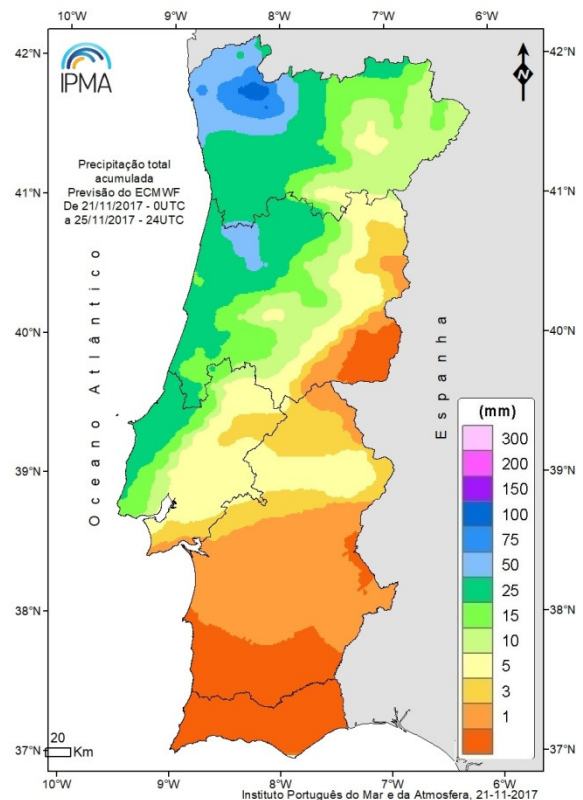 10°W 9°W 8°W 7°W 6°W
42°N 42°N
IPMA
N
Precipitação total
acumulada
Previsão do ECMWF
De 21/11/2017 - 0UTC
a 25/11/2017 - 24UTC
41°N 41°N
Oceano Atlântico
Espanha
40°N 40°N
39°N 39°N
38°N 38°N
37°N 37°N
(mm)
300
200
150
100
75
50
25
15
10
5
3
1
20
Km
10°W 9°W 8°W 7°W 6°W
Instituto Português do Mar e da Atmosfera, 21-11-2017